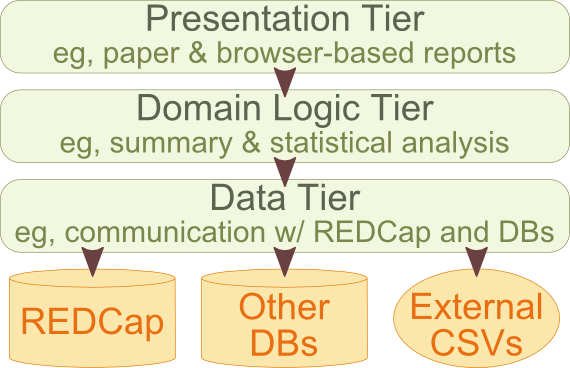 Presentation Tier
eg, paper & browser-based reports
Domain Logic Tier
eg, summary & statistical analysis
Data Tier
eg, communication w/ REDCap and DBs
REDCap
Other
DBs
External
CSVs